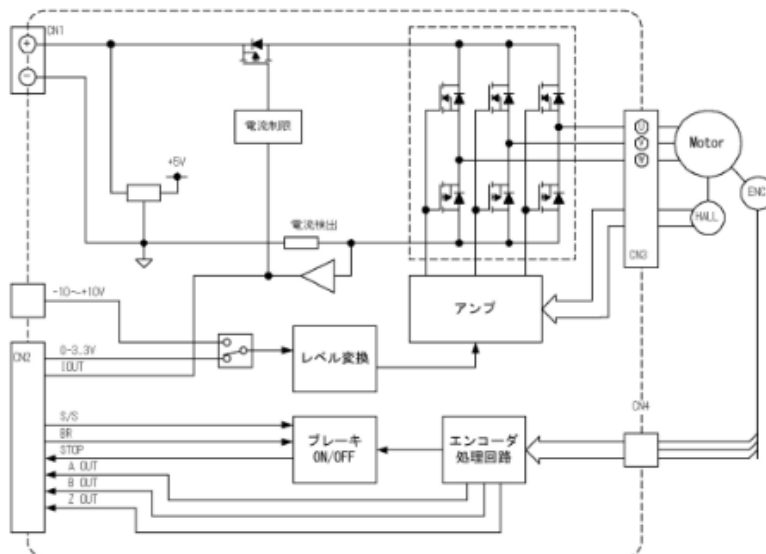 CN1
+
−
電流制限
+5V
電流検出
U
V
W
Motor
ENC
HALL
CN3
-10~+10V
アンプ
CN2
0-3.3V
IOUT
レベル変換
CN4
S/S
BR
STOP
A OUT
B OUT
Z OUT
ブレーキ
ON/OFF
エンコーダ
処理回路